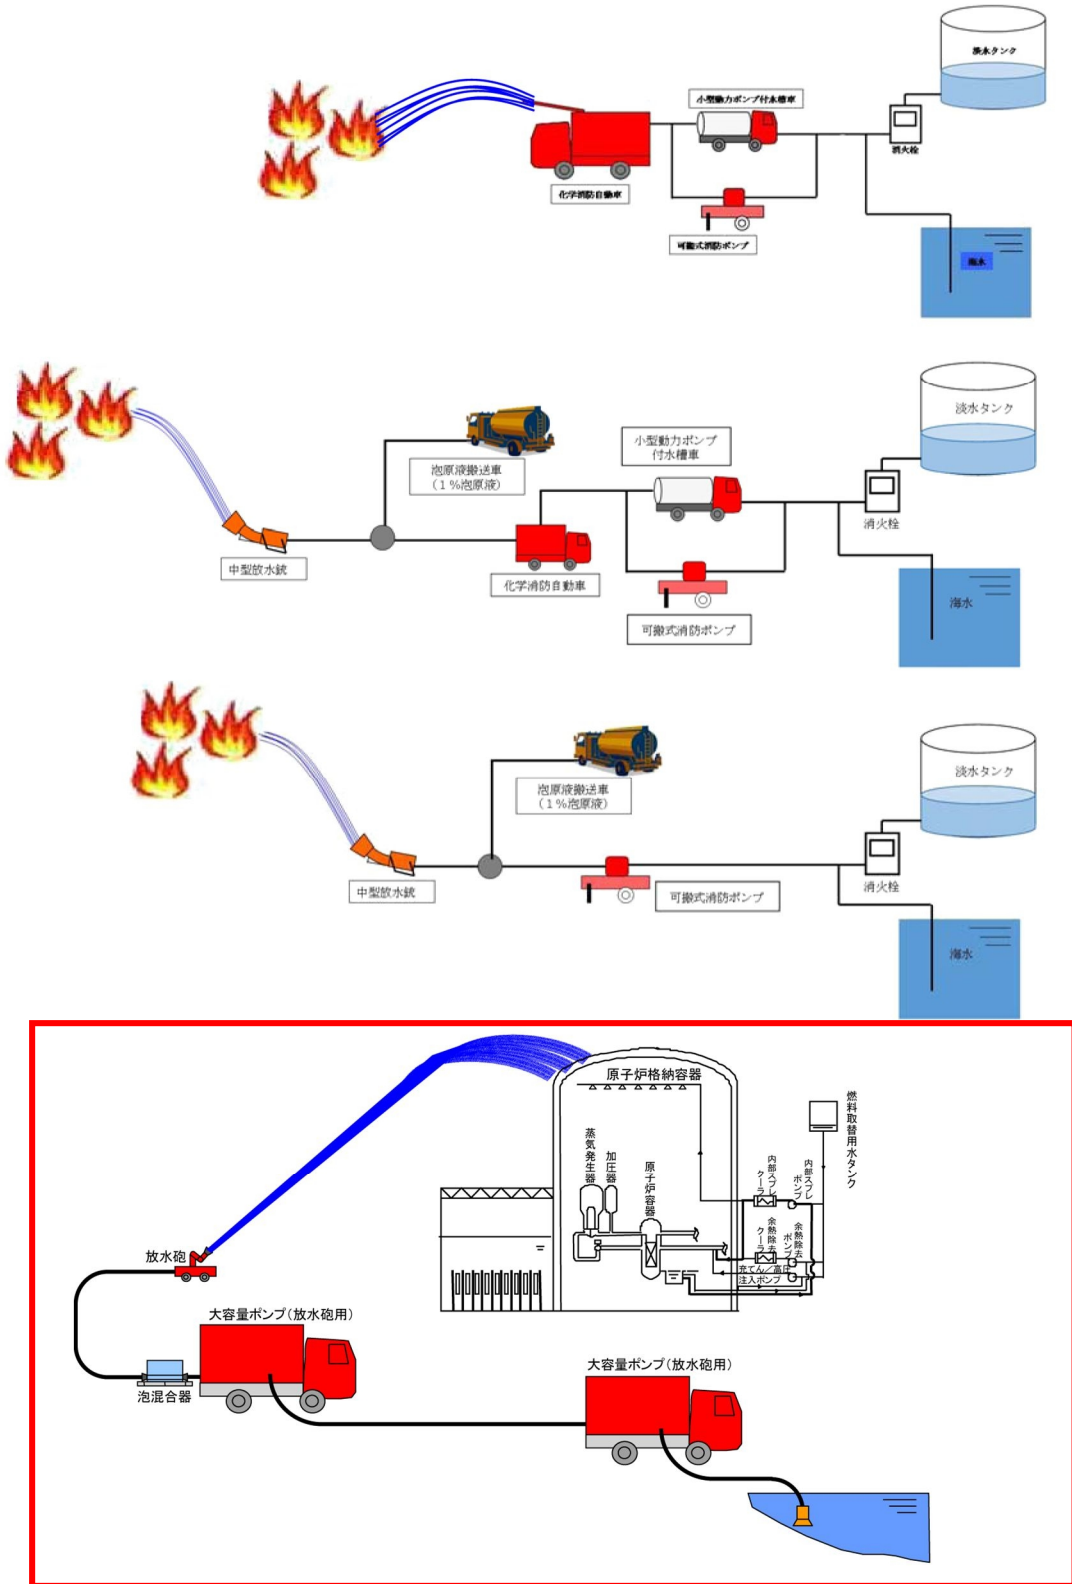 淡水タンク
小型動力ポンプ付水槽車
消火栓
化学消防自動車
可搬式消防ポンプ
海水
淡水タンク
小型動力ポンプ
付水槽車
泡原液搬送車
(1%泡原液)
消火栓
中型放水銃
化学消防自動車
海水
可搬式消防ポンプ
泡原液搬送車
(1%泡原液)
淡水タンク
中型放水銃
可搬式消防ポンプ
消火栓
海水
原子炉格納容器
燃料取替用水タンク
蒸気発生器
加圧器
原子炉容器
内部スプレ
クーラ
内部スプレ
ポンプ
余熱除去
クーラ
余熱除去
ポンプ
充てん/高圧
注入ポンプ
放水砲
大容量ポンプ(放水砲用)
泡混合器
大容量ポンプ(放水砲用)